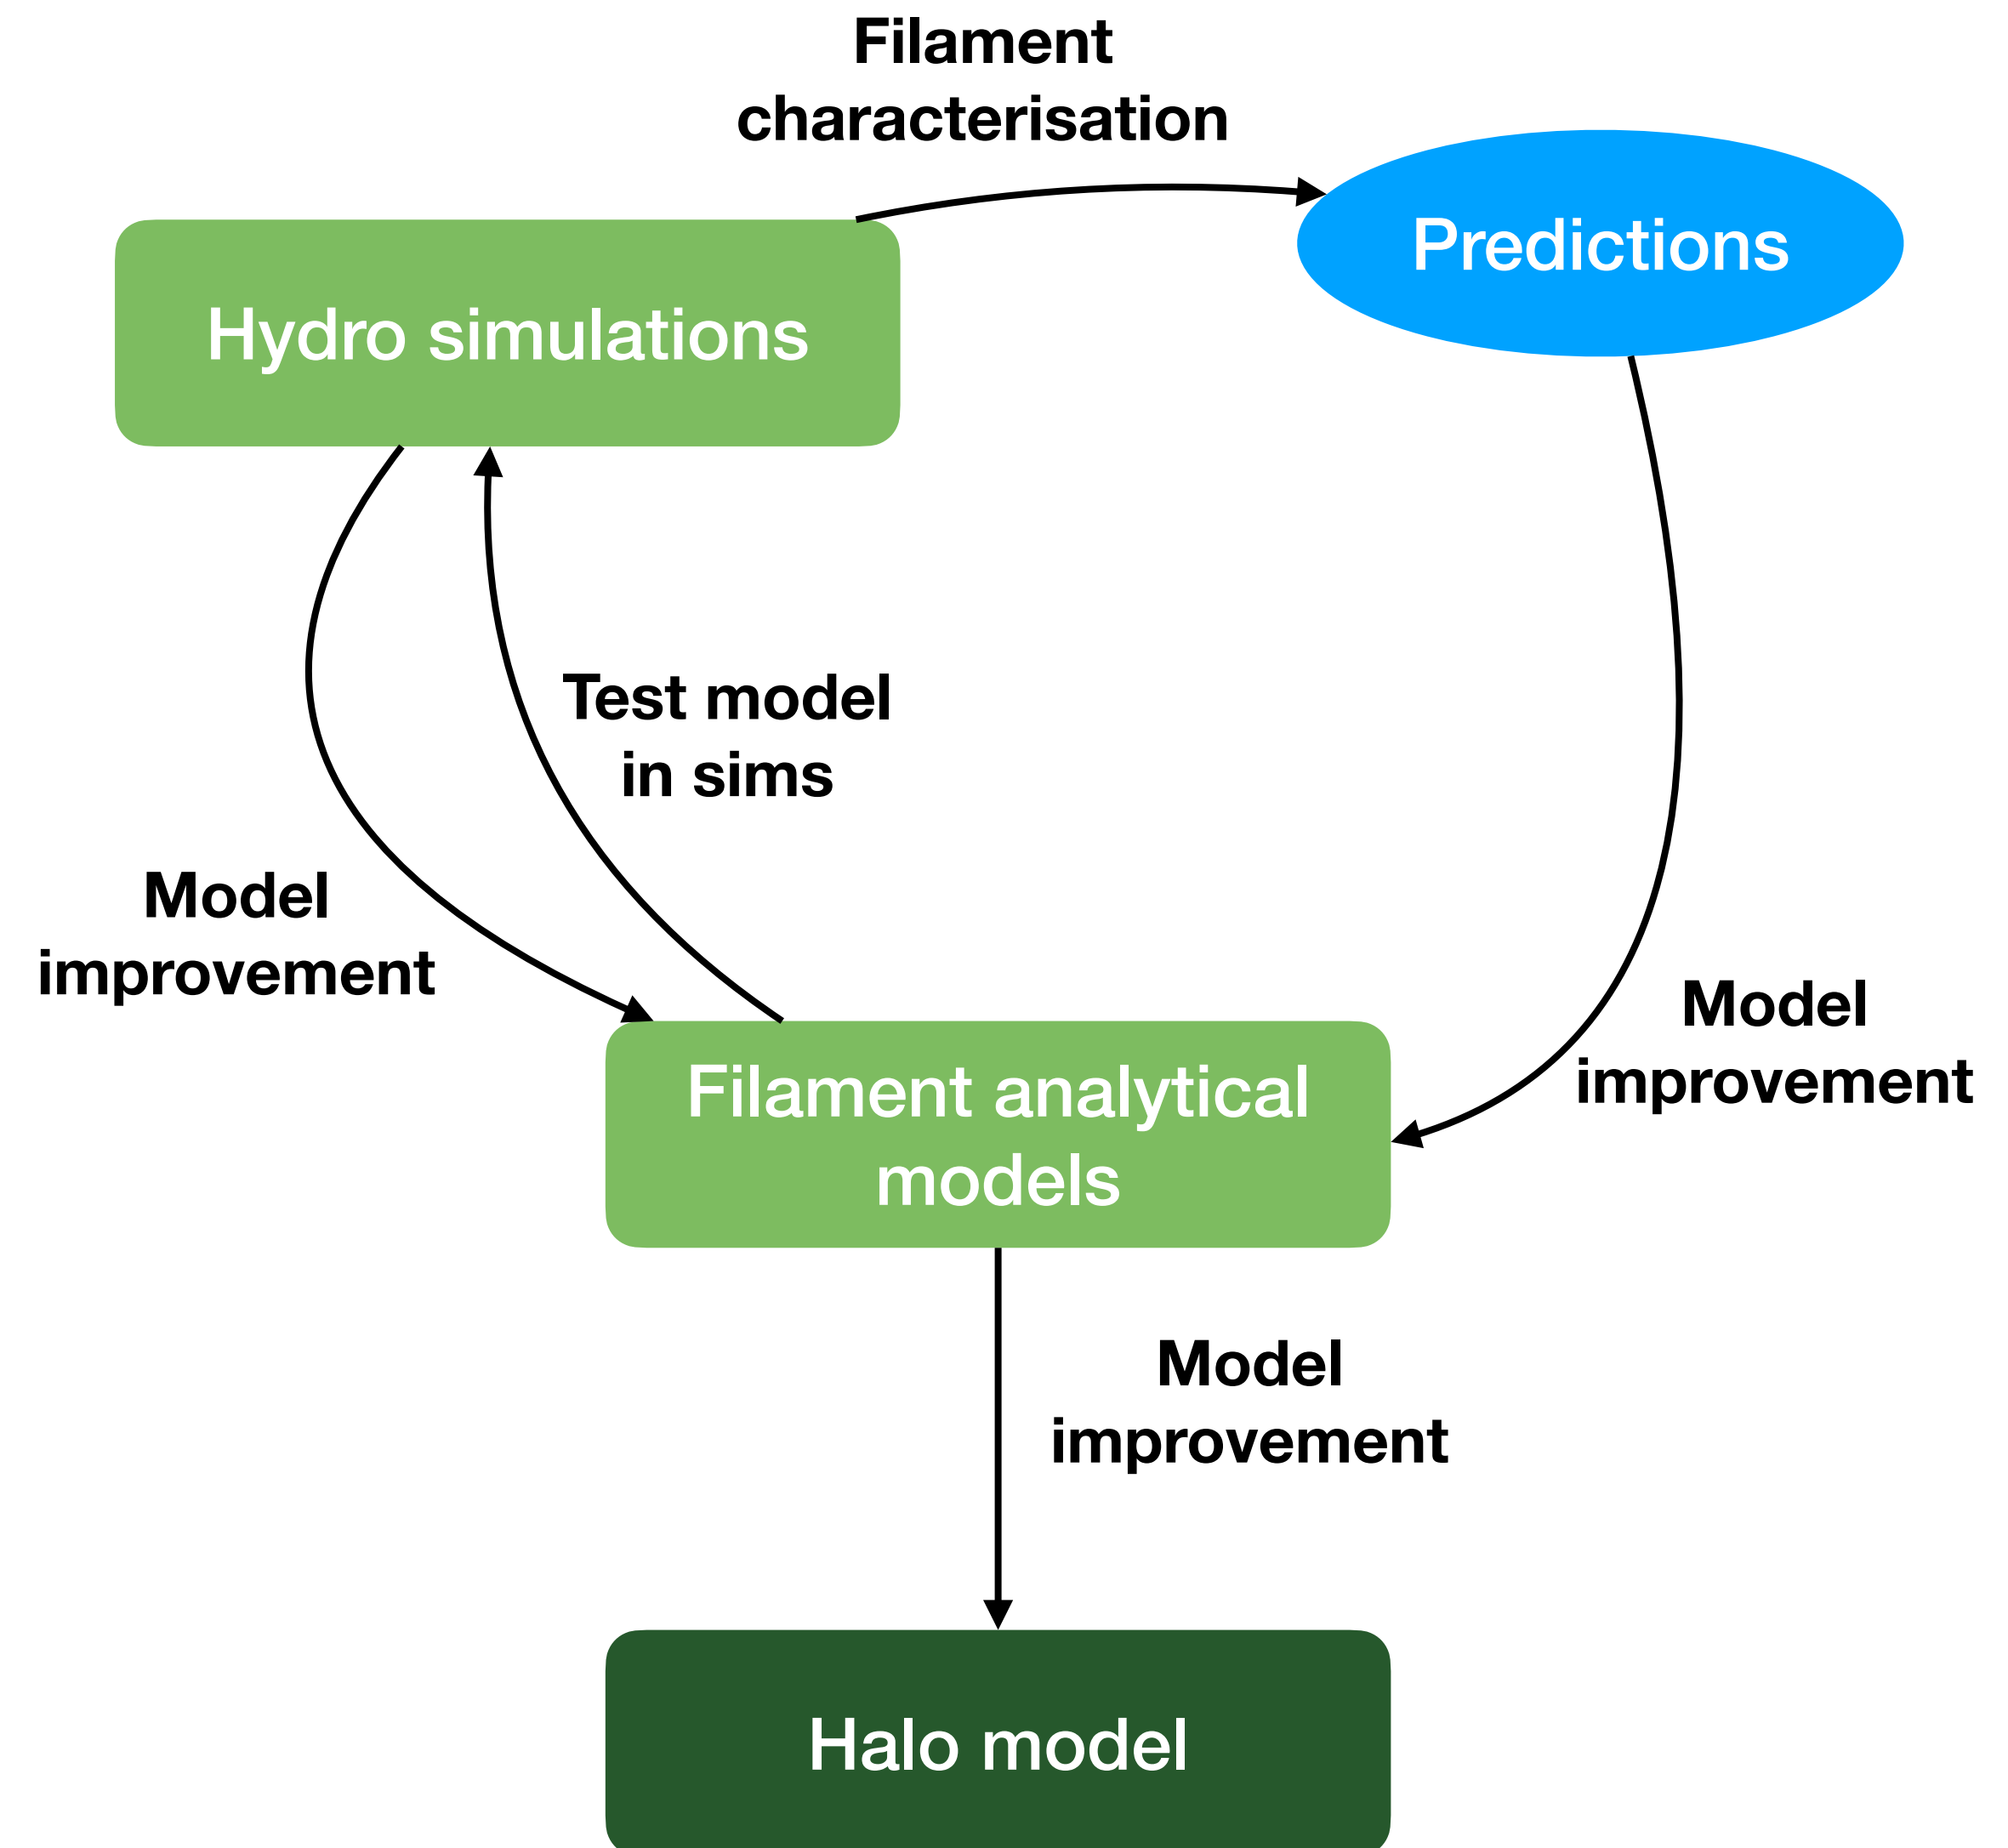 Filament
characterisation
Predictions
Hydro simulations
Test model
in sims
Model
improvement
Model
improvement
Filament analytical
models
Model
improvement
Halo model